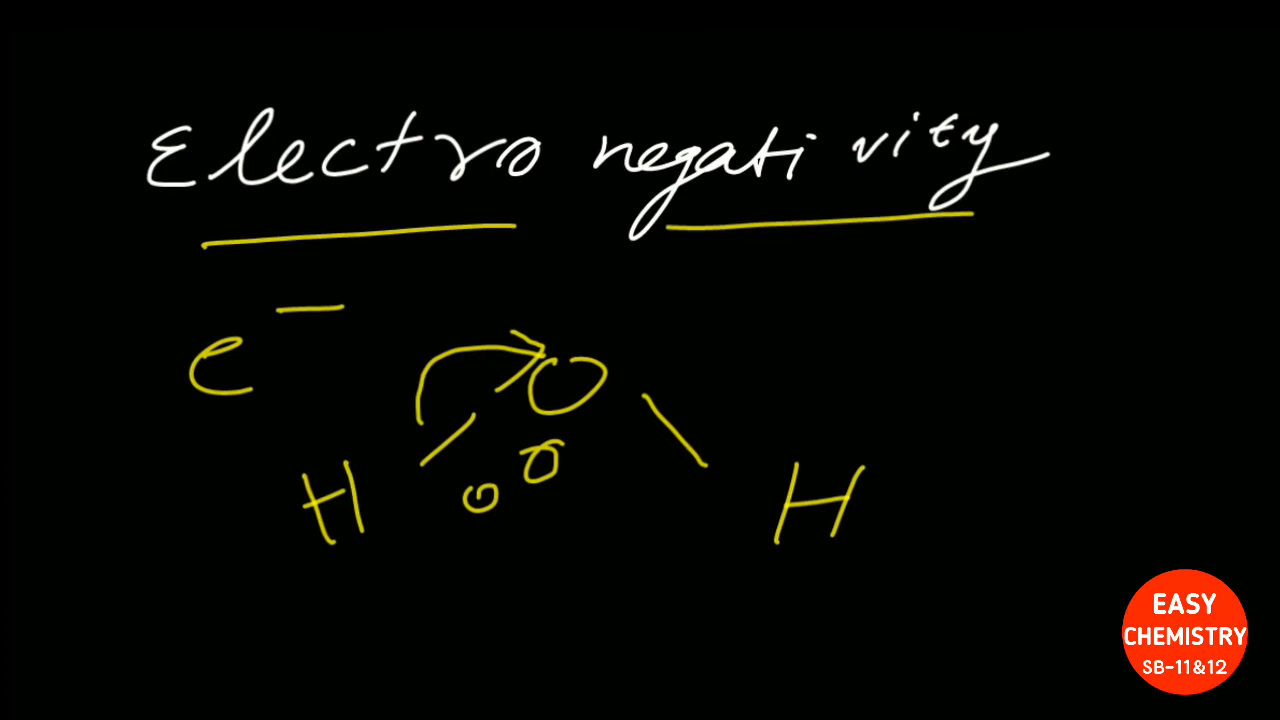 Electro negativity
e⁻
O
H H
EASY
CHEMISTRY
SB-11&12